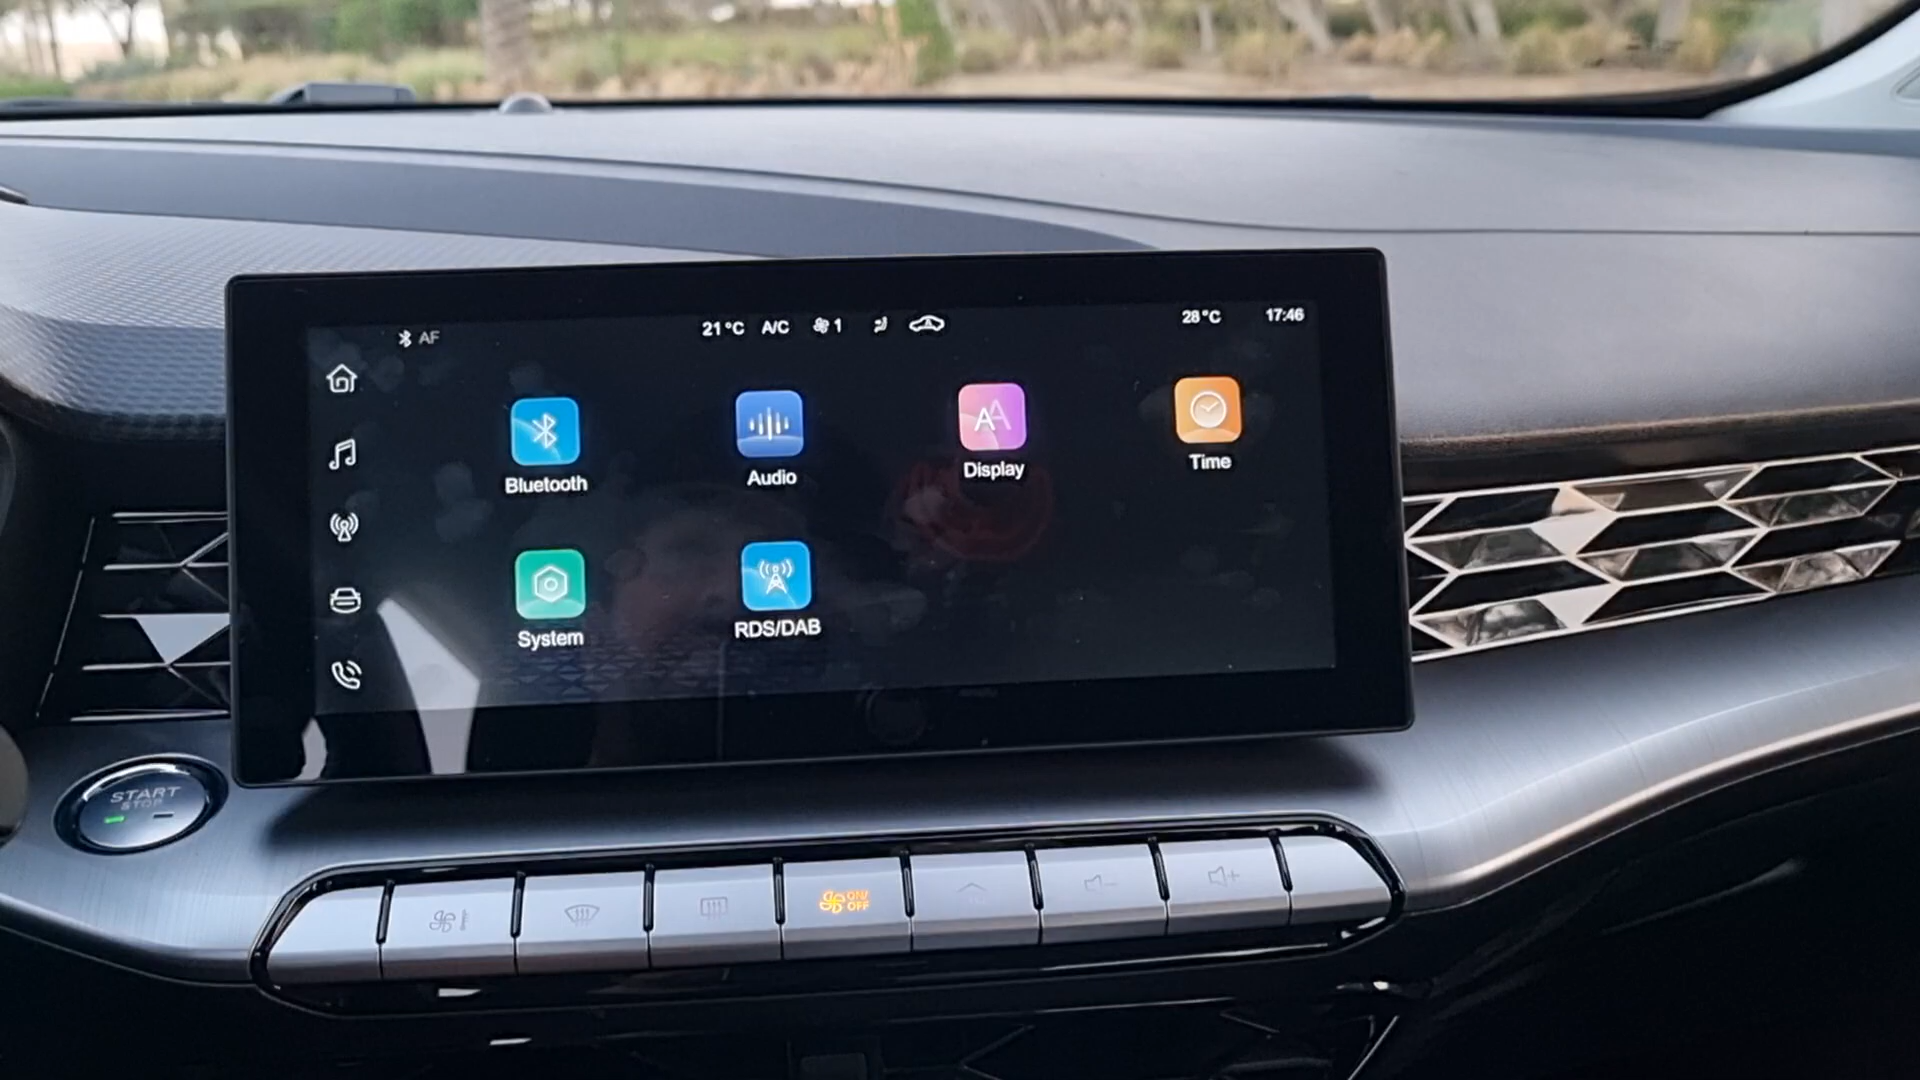 AF
21°C A/C 1
28°C 17:46
Bluetooth
Audio
Display
Time
System
RDS/DAB
START
STOP
ON/
OFF